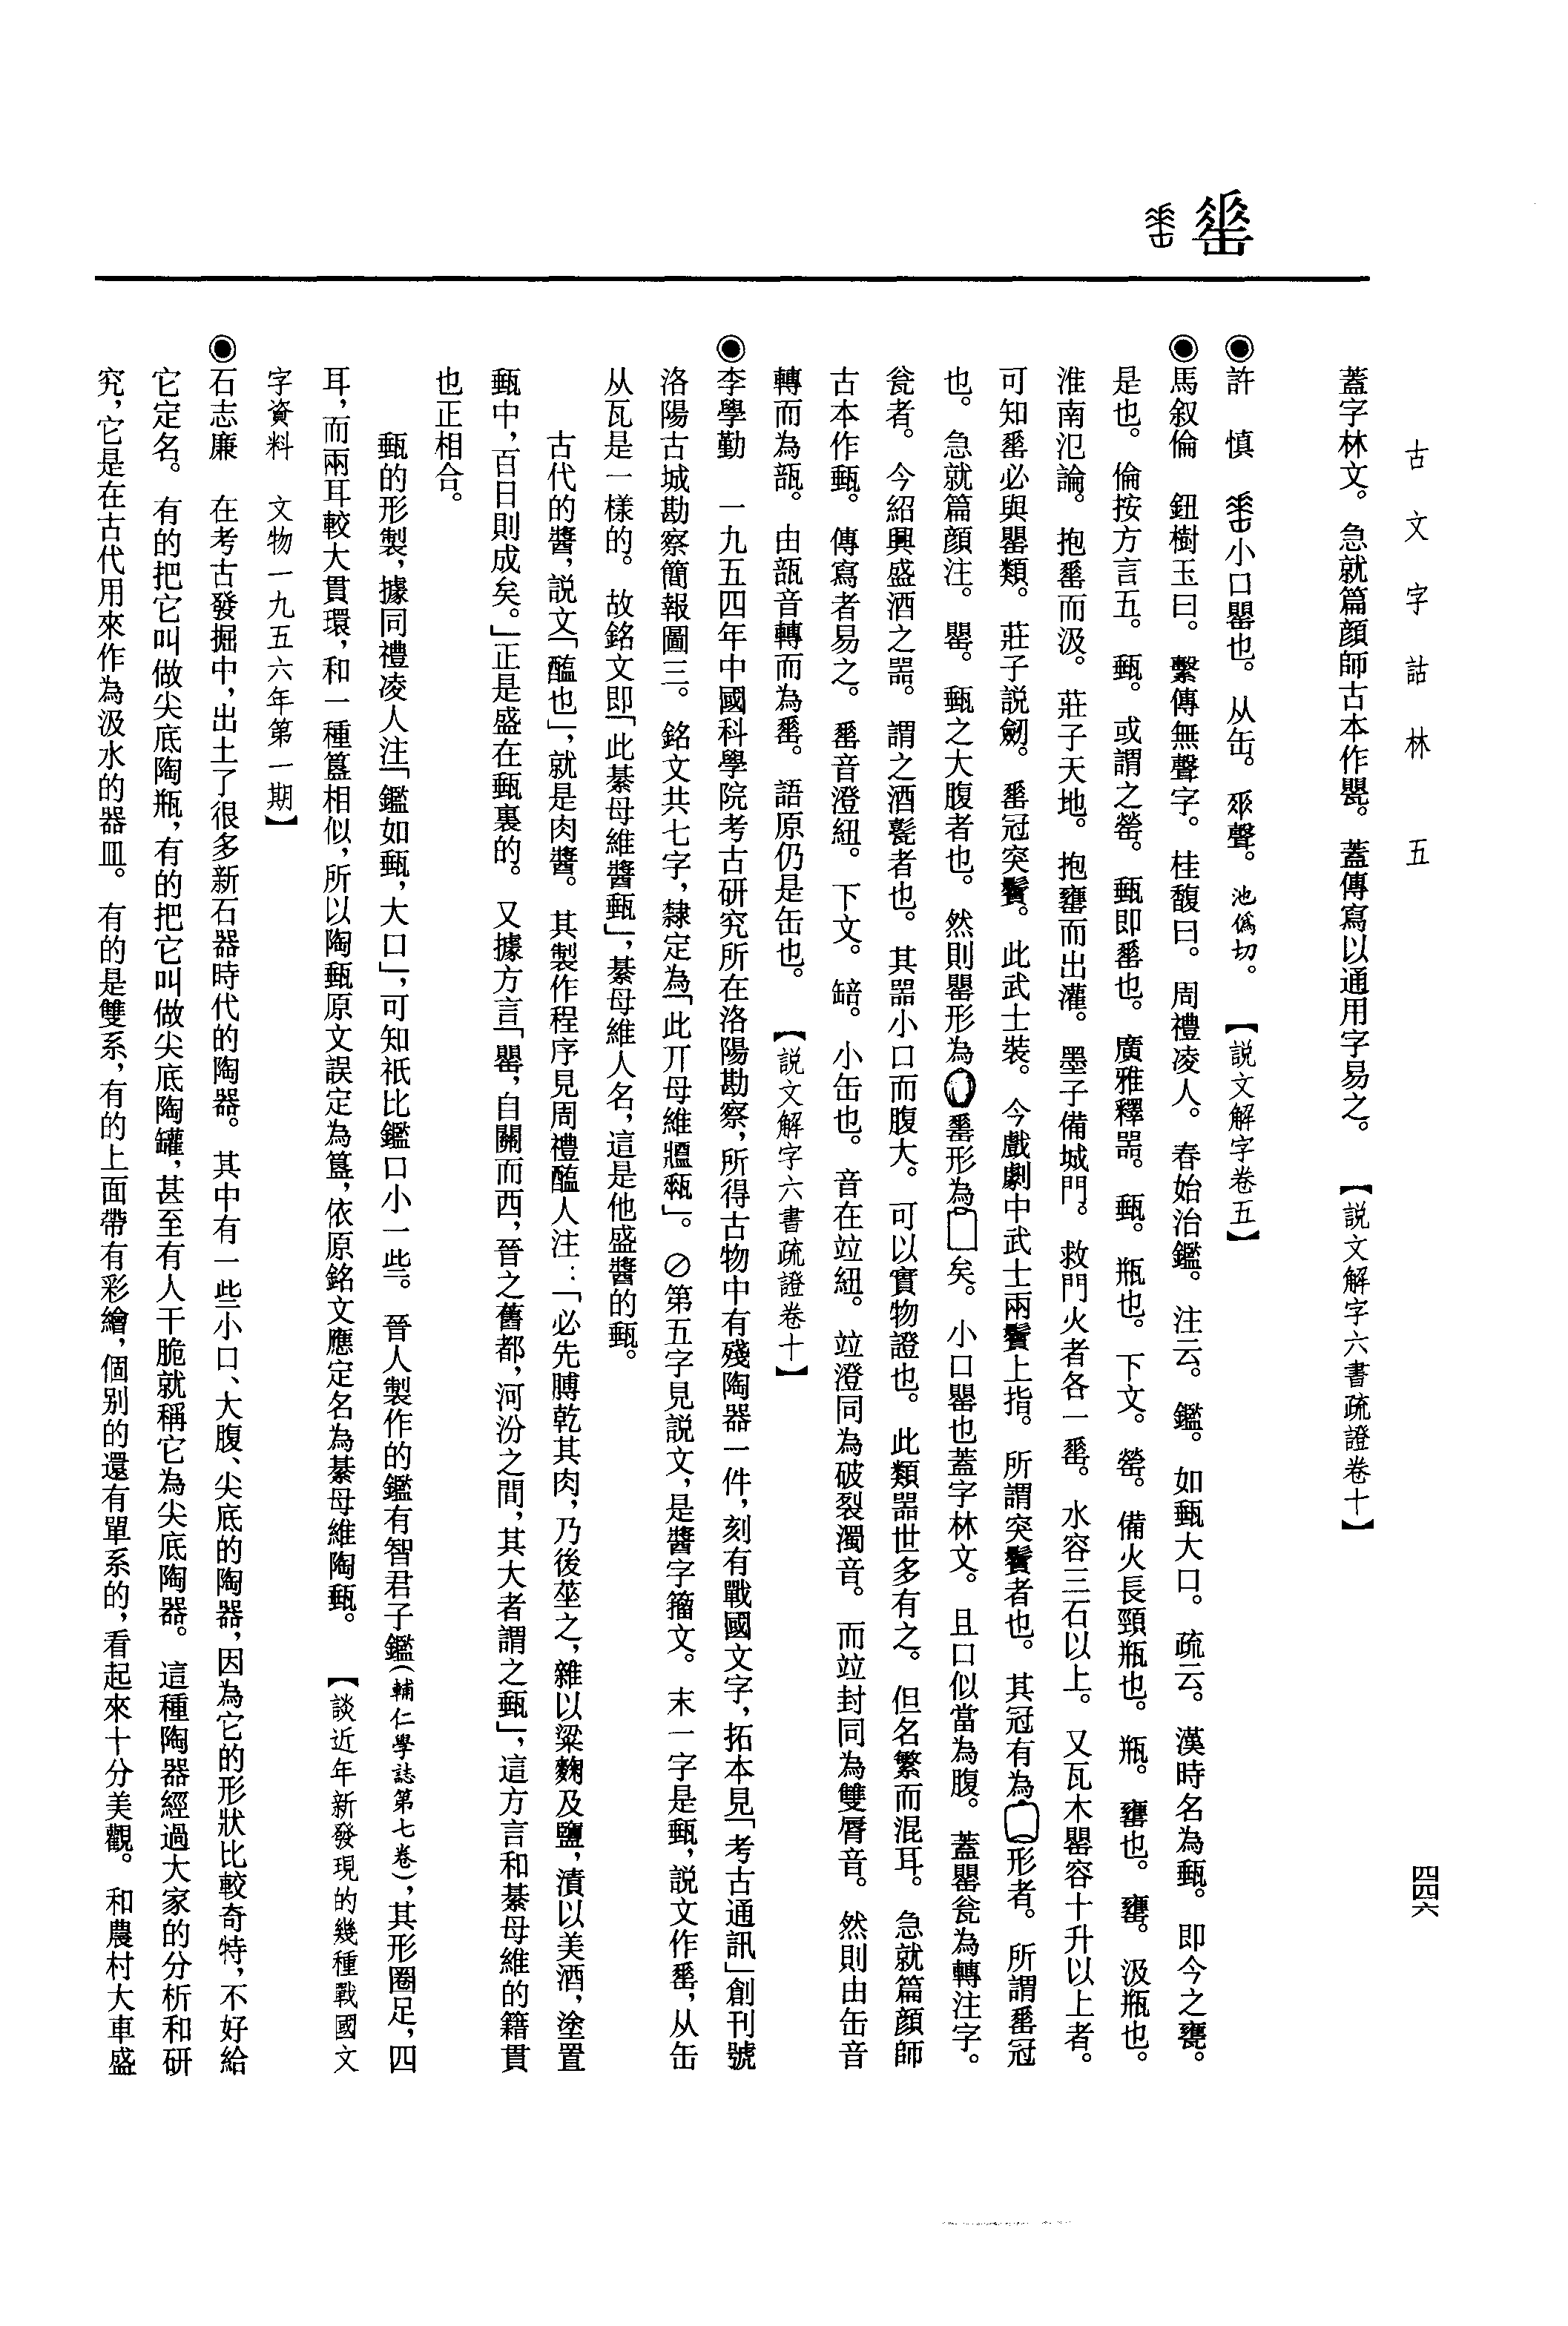 古文字詁林　五
四四六
蓋字林文。急就篇顔師古本作甖。蓋傳寫以通用字易之。【説文解字六書疏證卷十】
𦉈
◉許　慎　小口罌也。从缶。𠂹聲。池僞切。【説文解字卷五】
◉馬叙倫　鈕樹玉曰。繫傳無聲字。桂馥曰。周禮凌人。春始治鑑。注云。鑑。如甀大口。疏云。漢時名為甀。即今之甕。
是也。倫按方言五。甀。或謂之罃。甀即𦉈也。廣雅釋噐。甀。瓶也。下文。罃。備火長頸瓶也。瓶。罋也。罋。汲瓶也。
淮南氾論。抱𦉈而汲。莊子天地。抱罋而出灌。墨子備城門。救門火者各一𦉈。水容三石以上。又瓦木罌容十升以上者。
可知𦉈必與罌類。莊子説劒。𦉈冠突鬢。此武士裝。今戲劇中武士兩鬢上指。所謂突鬢者也。其冠有為形者。所謂𦉈冠
也。急就篇顔注。罌。甀之大腹者也。然則罌形為𦉈形為矣。小口罌也蓋字林文。且口似當為腹。蓋罌瓮為轉注字。
瓮者。今紹興盛酒之噐。謂之酒甏者也。其噐小口而腹大。可以實物證也。此類噐世多有之。但名繁而混耳。急就篇顔師
古本作甀。傳寫者易之。𦉈音澄紐。下文。䍌。小缶也。音在竝紐。竝澄同為破裂濁音。而竝封同為雙脣音。然則由缶音
轉而為瓿。由瓿音轉而為𦉈。語原仍是缶也。【説文解字六書疏證卷十】
◉李學勤　一九五四年中國科學院考古研究所在洛陽勘察，所得古物中有殘陶器一件，刻有戰國文字，拓本見「考古通訊」創刊號
洛陽古城勘察簡報圖三。銘文共七字，隸定為「此丌母維」。⊘第五字見説文，是醬字籀文。末一字是甀，説文作𦉈，从缶
从瓦是一樣的。故銘文即「此綦母維醬甀」，綦母維人名，這是他盛醬的甀。
古代的醬，説文「醢也」，就是肉醬。其製作程序見周禮醢人注：「必先膊乾其肉，乃後莝之，雜以粱麴及鹽，漬以美酒，塗置
甀中，百日則成矣。」正是盛在甀裏的。又據方言「罌，自關而西，晉之舊都，河汾之間，其大者謂之甀」，這方言和綦母維的籍貫
也正相合。
甀的形製，據同禮凌人注「鑑如甀，大口」，可知衹比鑑口小一些。晉人製作的鑑有智君子鑑（輔仁學誌第七卷），其形圈足，四
耳，而兩耳較大貫環，和一種簋相似，所以陶甀原文誤定為簋，依原銘文應定名為綦母維陶甀。【談近年新發現的幾種戰國文
字資料　文物一九五六年第一期】
◉石志廉　在考古發掘中，出土了很多新石器時代的陶器。其中有一些小口、大腹、尖底的陶器，因為它的形狀比較奇特，不好給
它定名。有的把它叫做尖底陶瓶，有的把它叫做尖底陶罐，甚至有人干脆就稱它為尖底陶器。這種陶器經過大家的分析和研
究，它是在古代用來作為汲水的器皿。有的是雙系，有的上面帶有彩繪，個别的還有單系的，看起來十分美觀。）和農村大車盛